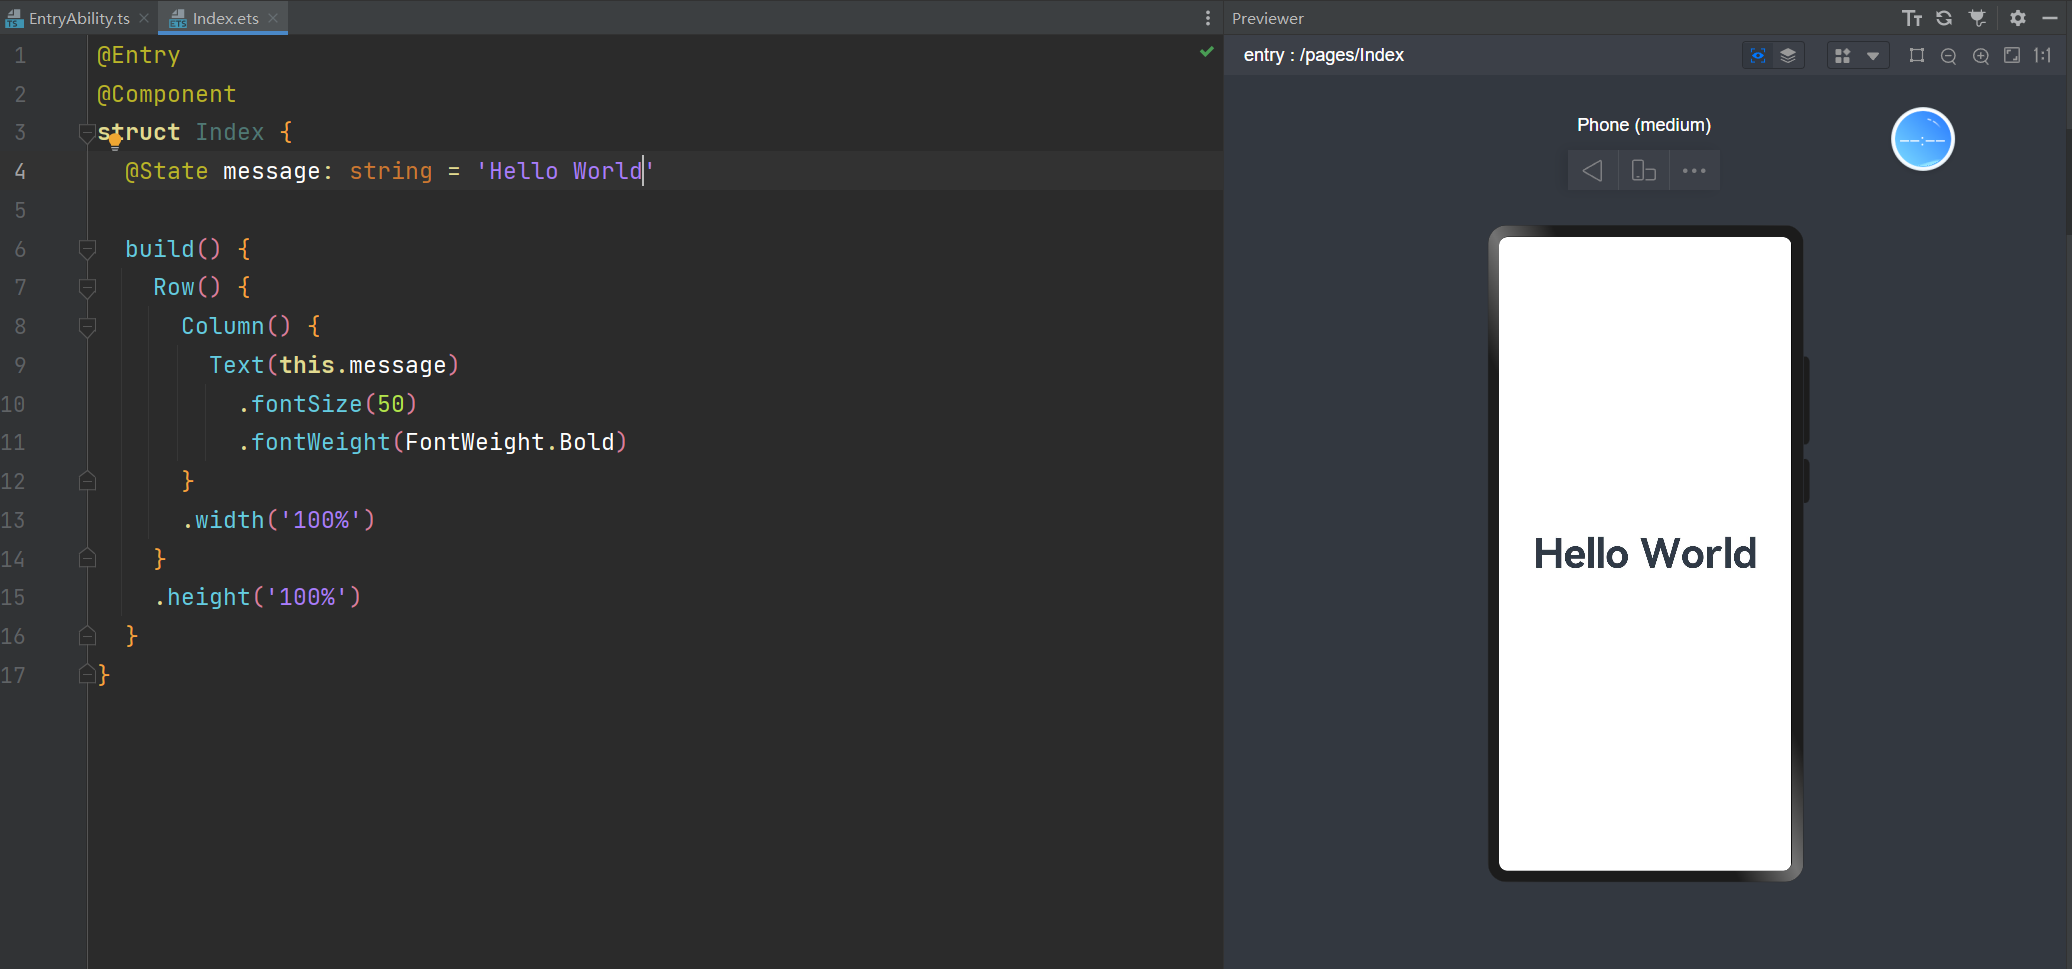 EntryAbility.ts
Index.ets
1 @Entry
2 @Component
3 struct Index {
4 @State message: string = 'Hello World'
5
6 build() {
7 Row() {
8 Column() {
9 Text(this.message)
10 .fontSize(50)
11 .fontWeight(FontWeight.Bold)
12 }
13 .width('100%')
14 }
15 .height('100%')
16 }
17 }
Previewer
Tт
entry : /pages/Index
1:1
Phone (medium)
--:--
Hello World